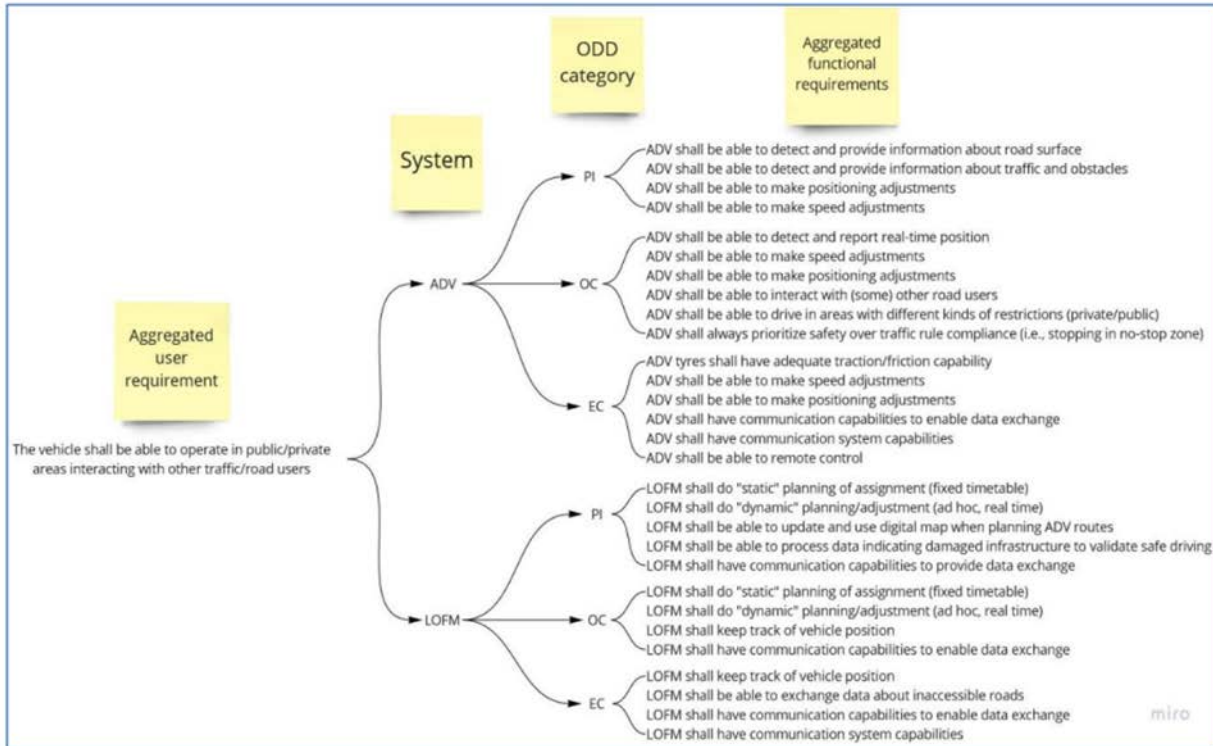 ODD
category
Aggregated
functional
requirements
System
Aggregated
user
requirement
The vehicle shall be able to operate in public/private
areas interacting with other traffic/road users
ADV
PI
ADV shall be able to detect and provide information about road surface
ADV shall be able to detect and provide information about traffic and obstacles
ADV shall be able to make positioning adjustments
ADV shall be able to make speed adjustments
OC
ADV shall be able to detect and report real-time position
ADV shall be able to make speed adjustments
ADV shall be able to make positioning adjustments
ADV shall be able to interact with (some) other road users
ADV shall be able to drive in areas with different kinds of restrictions (private/public)
ADV shall always prioritize safety over traffic rule compliance (i.e., stopping in no-stop zone)
EC
ADV tyres shall have adequate traction/friction capability
ADV shall be able to make speed adjustments
ADV shall be able to make positioning adjustments
ADV shall have communication capabilities to enable data exchange
ADV shall have communication system capabilities
ADV shall be able to remote control
LOFM
PI
LOFM shall do "static" planning of assignment (fixed timetable)
LOFM shall do "dynamic" planning/adjustment (ad hoc, real time)
LOFM shall be able to update and use digital map when planning ADV routes
LOFM shall be able to process data indicating damaged infrastructure to validate safe driving
LOFM shall have communication capabilities to provide data exchange
OC
LOFM shall do "static" planning of assignment (fixed timetable)
LOFM shall do "dynamic" planning/adjustment (ad hoc, real time)
LOFM shall keep track of vehicle position
LOFM shall have communication capabilities to enable data exchange
EC
LOFM shall keep track of vehicle position
LOFM shall be able to exchange data about inaccessible roads
LOFM shall have communication capabilities to enable data exchange
LOFM shall have communication system capabilities
miro